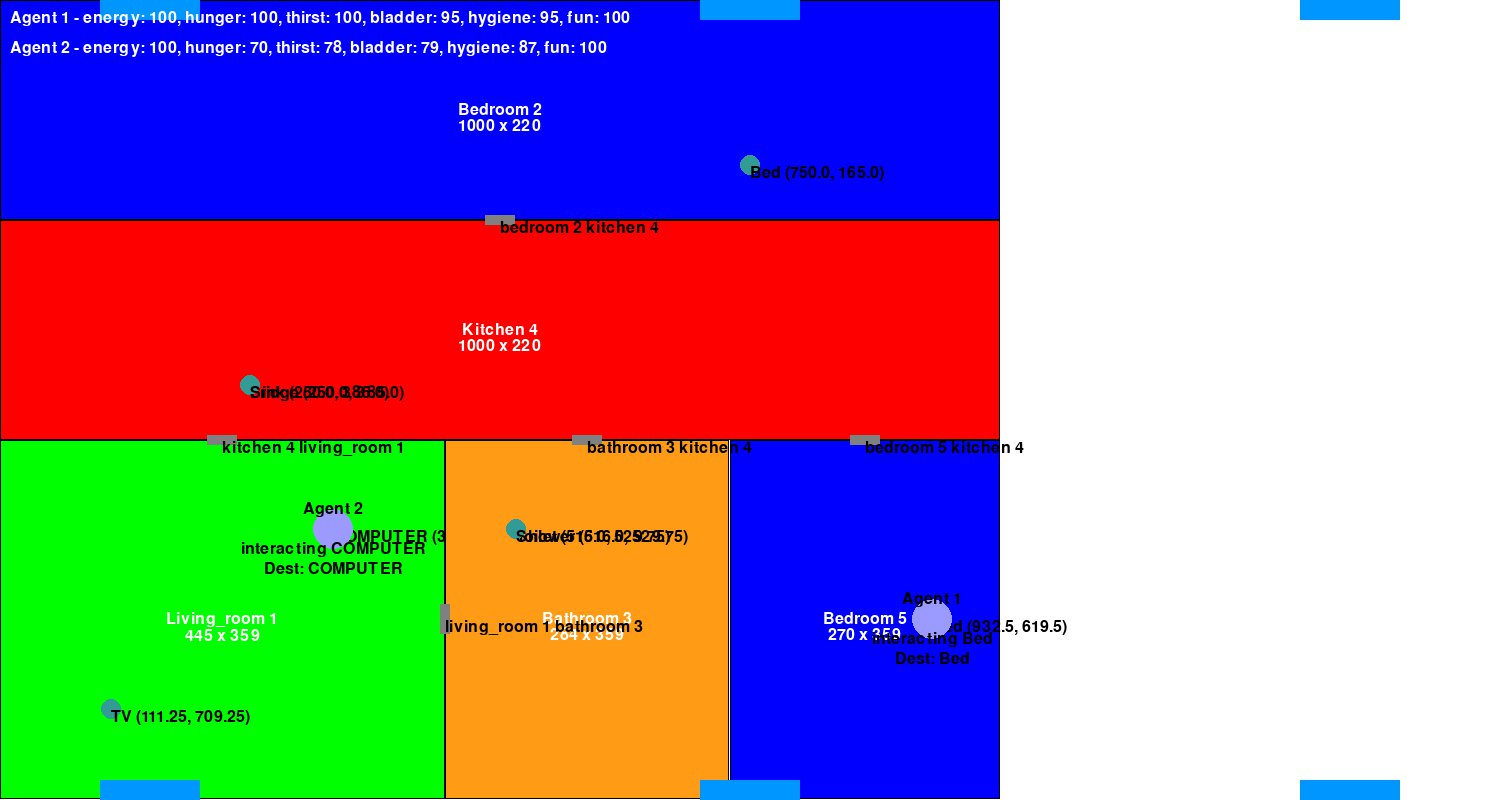 Agent 1 - energy: 100, hunger: 100, thirst: 100, bladder: 95, hygiene: 95, fun: 100
Agent 2 - energy: 100, hunger: 70, thirst: 78, bladder: 79, hygiene: 87, fun: 100
Bedroom 2
1000 x 220
Bed (750.0, 165.0)
bedroom 2 kitchen 4
Kitchen 4
1000 x 220
kitchen 4 living_room 1
bathroom 3 kitchen 4
bedroom 5 kitchen 4
Agent 2
OMPUTER (3
interacting COMPUTER
Dest: COMPUTER
Living_room 1
445 x 359
Bathroom 3
284 x 359
living_room 1 bathroom 3
Bedroom 5
270 x 359
Agent 1
d (932.5, 619.5)
interacting Bed
Dest: Bed
TV (111.25, 709.25)